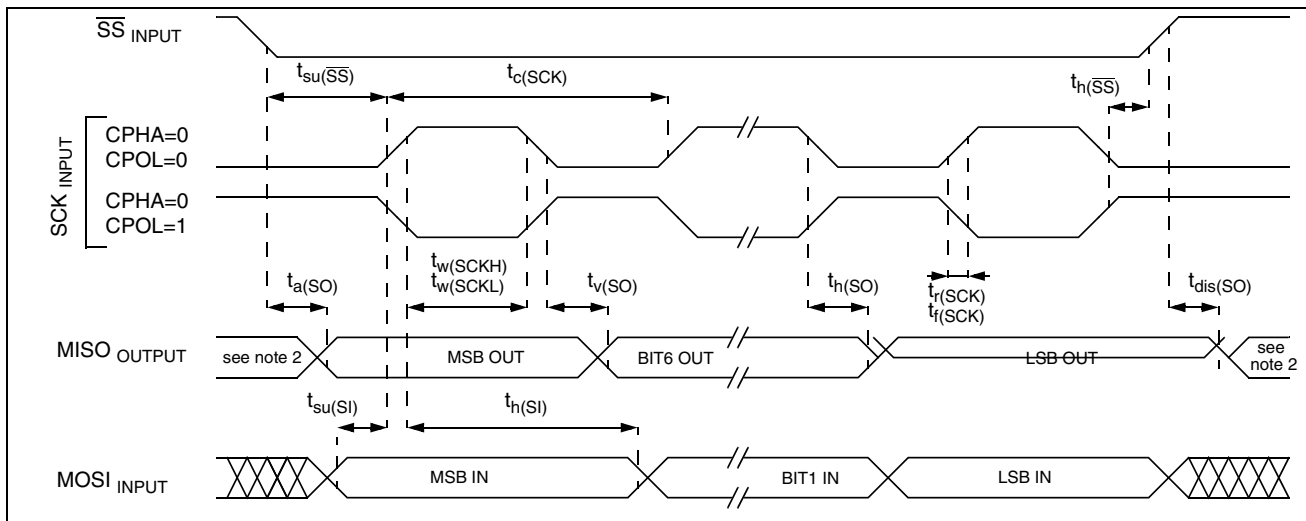 SS INPUT
tsu(SS)
tc(SCK)
th(SS)
SCK INPUT
CPHA=0
CPOL=0
CPHA=0
CPOL=1
ta(SO)
tw(SCKH)
tw(SCKL)
tv(SO)
th(SO)
tr(SCK)
tf(SCK)
tdis(SO)
MISO OUTPUT
see note 2
MSB OUT
BIT6 OUT
LSB OUT
see
note 2
tsu(SI)
th(SI)
MOSI INPUT
MSB IN
BIT1 IN
LSB IN